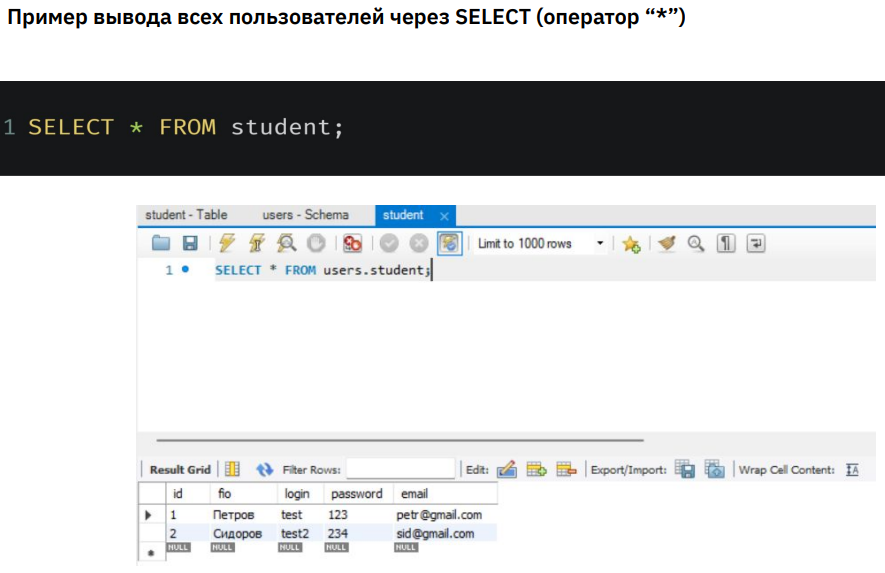 Пример вывода всех пользователей через SELECT (оператор “*”)
1 SELECT * FROM student;
student - Table users - Schema student
Limit to 1000 rows
1 SELECT * FROM users.student;
Result Grid Filter Rows: Edit: Export/Import: Wrap Cell Content:
id fio login password email
1 Петров test 123 petr@gmail.com
2 Сидоров test2 234 sid@gmail.com
NULL NULL NULL NULL NULL